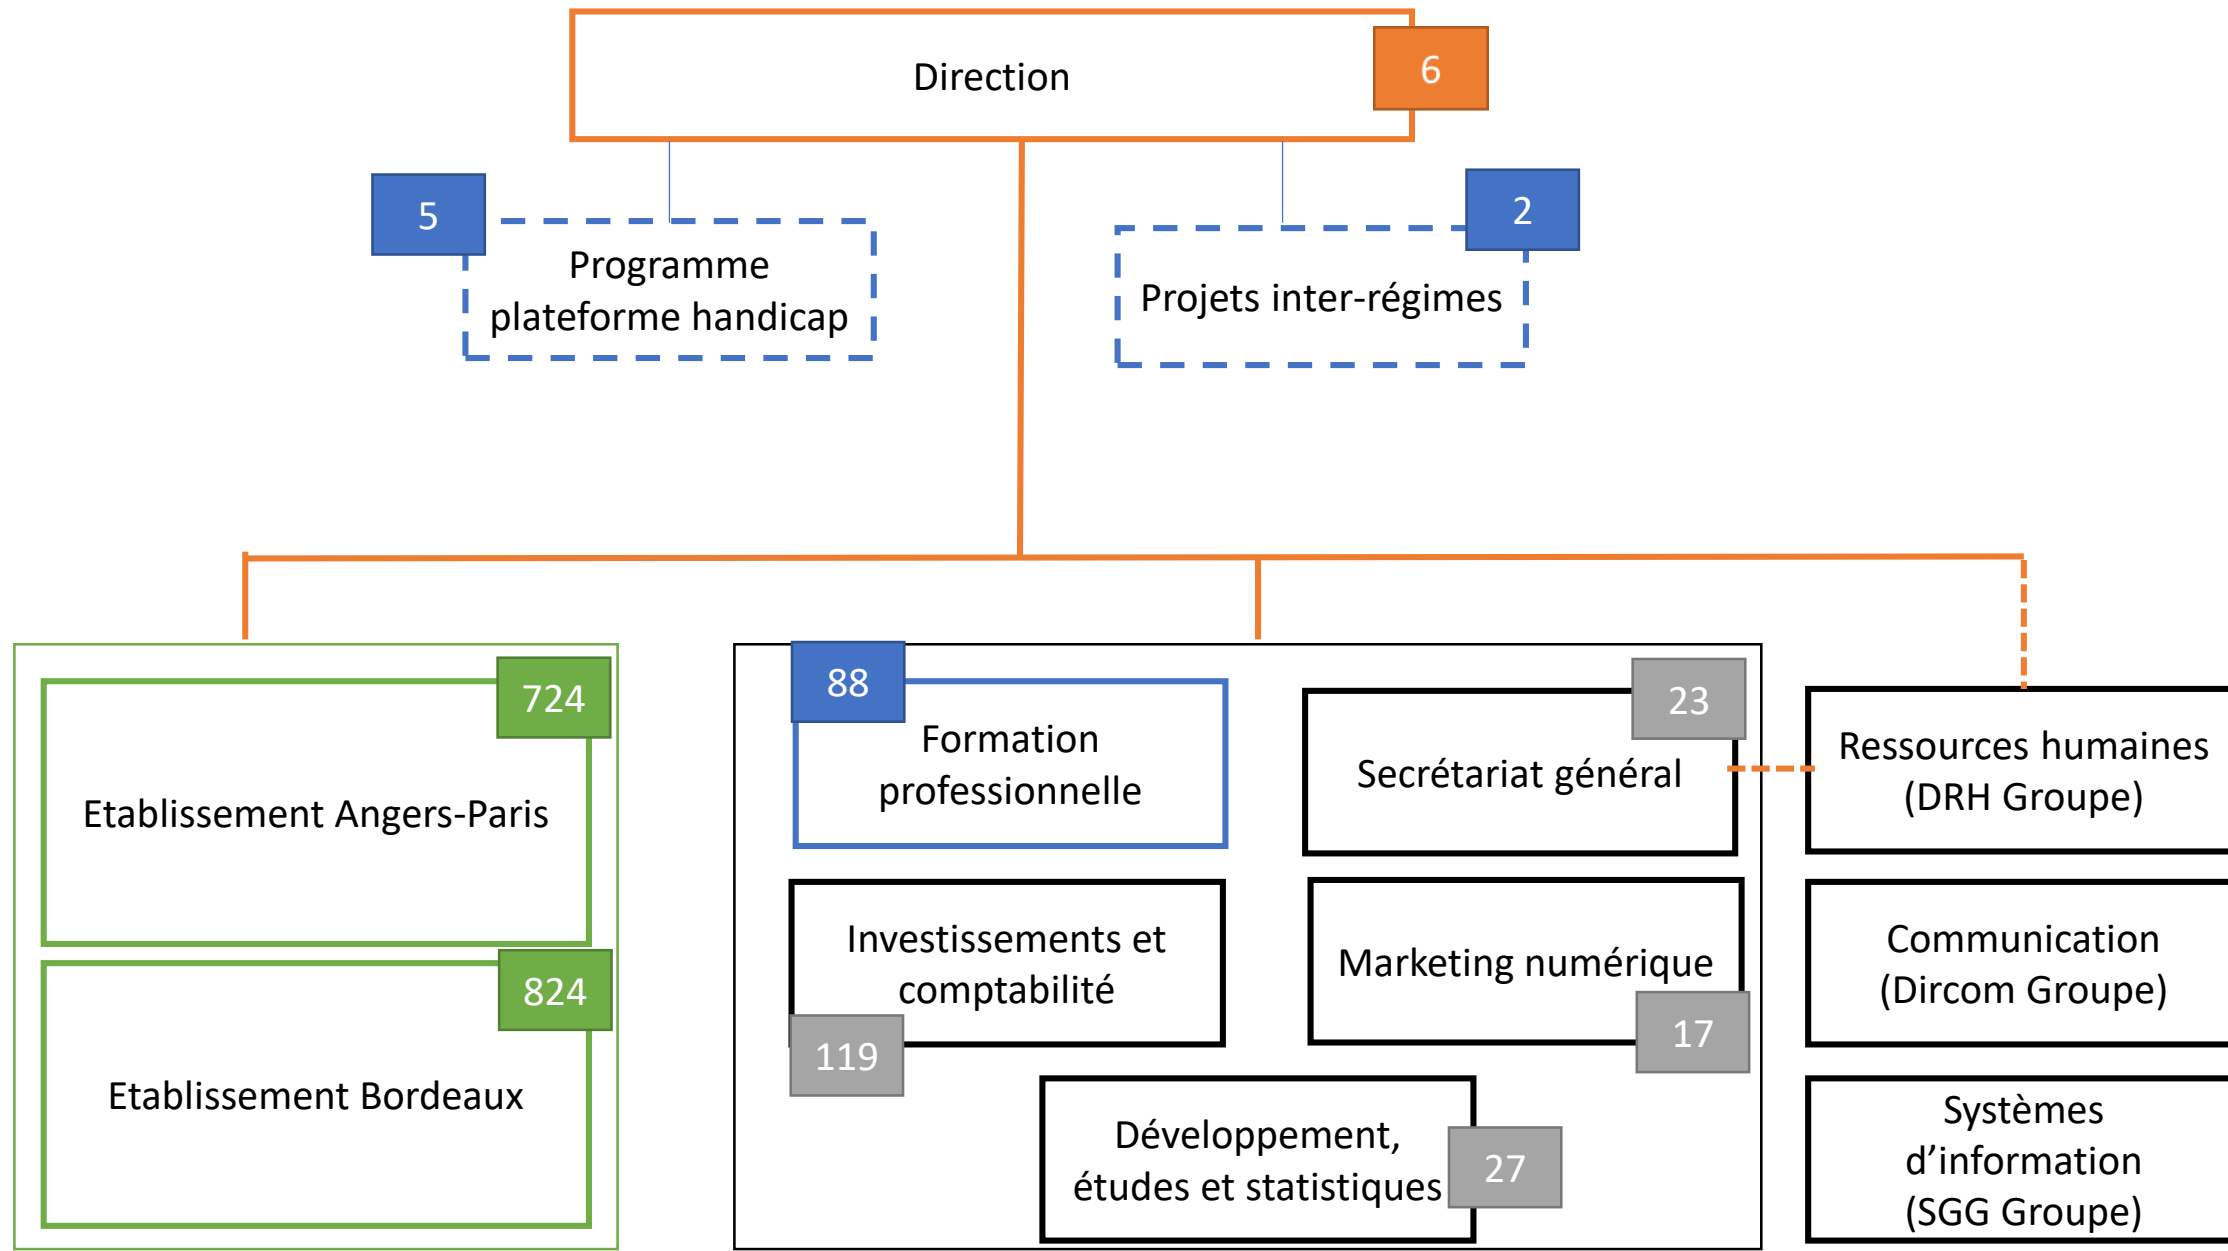 Direction
6
5
Programme
plateforme handicap
2
Projets inter-régimes
724
Etablissement Angers-Paris
824
Etablissement Bordeaux
88
Formation
professionnelle
23
Secrétariat général
Investissements et
comptabilité
119
Marketing numérique
17
Développement,
études et statistiques
27
Ressources humaines
(DRH Groupe)
Communication
(Dircom Groupe)
Systèmes
d’information
(SGG Groupe)